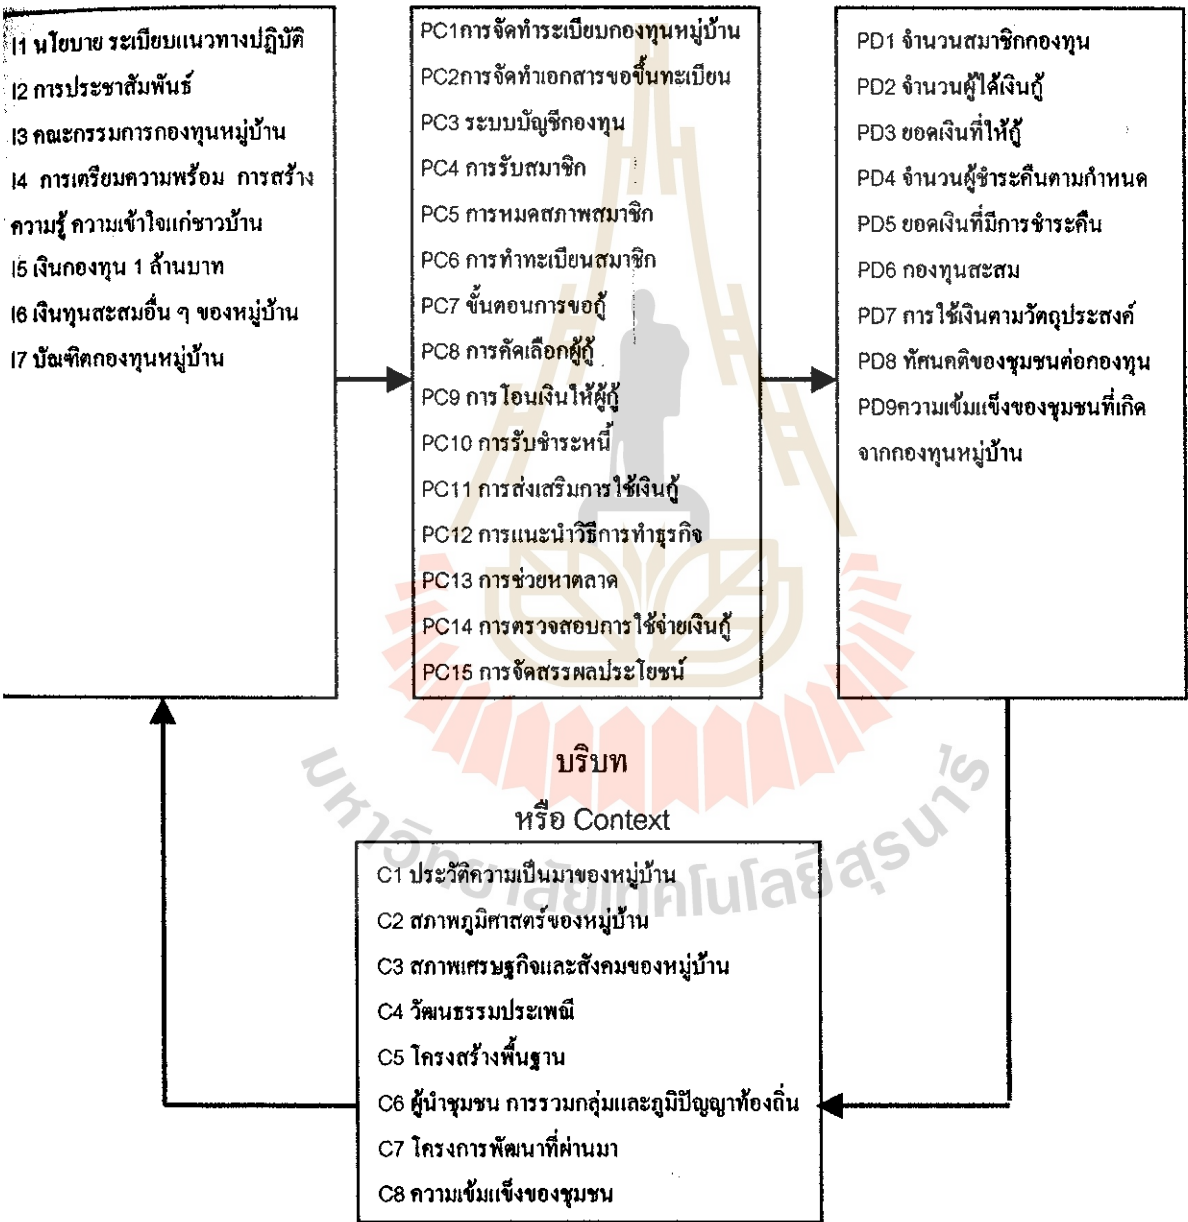 I1 นโยบาย ระเบียบแนวทางปฏิบัติ
I2 การประชาสัมพันธ์
I3 คณะกรรมการกองทุนหมู่บ้าน
I4 การเตรียมความพร้อม การสร้าง
ความรู้ ความเข้าใจแก่ชาวบ้าน
I5 เงินกองทุน 1 ล้านบาท
I6 เงินทุนสะสมอื่น ๆ ของหมู่บ้าน
I7 บัณฑิตกองทุนหมู่บ้าน
PC1การจัดทำระเบียบกองทุนหมู่บ้าน
PC2การจัดทำเอกสารขอขึ้นทะเบียน
PC3 ระบบบัญชีกองทุน
PC4 การรับสมาชิก
PC5 การหมดสภาพสมาชิก
PC6 การทำทะเบียนสมาชิก
PC7 ขั้นตอนการขอกู้
PC8 การคัดเลือกผู้กู้
PC9 การโอนเงินให้ผู้กู้
PC10 การรับชำระหนี้
PC11 การส่งเสริมการใช้เงินกู้
PC12 การแนะนำวิธีการทำธุรกิจ
PC13 การช่วยหาตลาด
PC14 การตรวจสอบการใช้จ่ายเงินกู้
PC15 การจัดสรรผลประโยชน์
PD1 จำนวนสมาชิกกองทุน
PD2 จำนวนผู้ได้เงินกู้
PD3 ยอดเงินที่ให้กู้
PD4 จำนวนผู้ชำระคืนตามกำหนด
PD5 ยอดเงินที่มีการชำระคืน
PD6 กองทุนสะสม
PD7 การใช้เงินตามวัตถุประสงค์
PD8 ทัศนคติของชุมชนต่อกองทุน
PD9ความเข้มแข็งของชุมชนที่เกิด
จากกองทุนหมู่บ้าน
บริบท
หรือ Context
C1 ประวัติความเป็นมาของหมู่บ้าน
C2 สภาพภูมิศาสตร์ของหมู่บ้าน
C3 สภาพเศรษฐกิจและสังคมของหมู่บ้าน
C4 วัฒนธรรมประเพณี
C5 โครงสร้างพื้นฐาน
C6 ผู้นำชุมชน การรวมกลุ่มและภูมิปัญญาท้องถิ่น
C7 โครงการพัฒนาที่ผ่านมา
C8 ความเข้มแข็งของชุมชน
มหาวิทยาลัยเทคโนโลยีสุรนารี